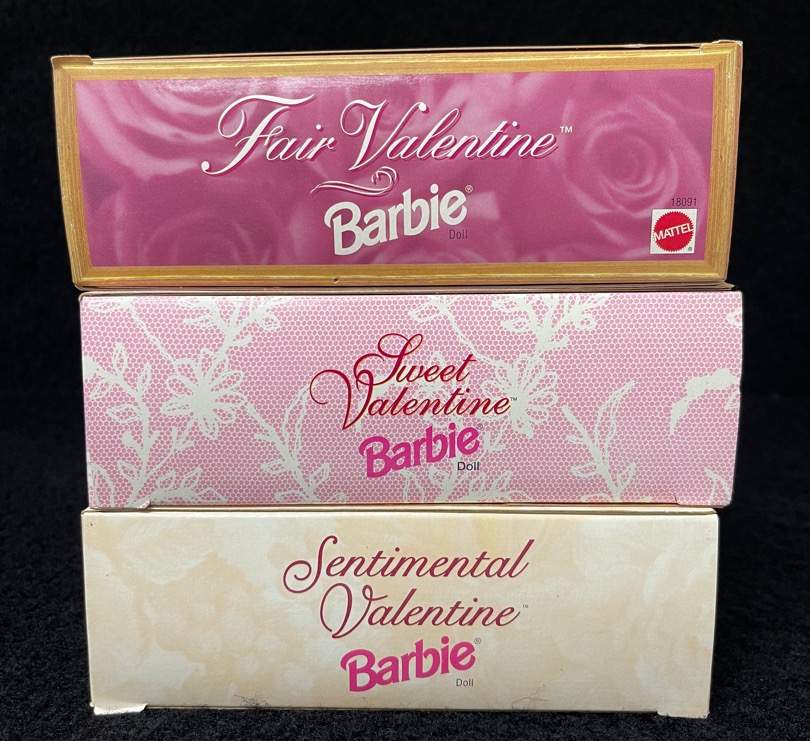 Fair Valentine™
Barbie®
Doll
18091
MATTEL
®
Sweet
Valentine™
Barbie®
Doll
Sentimental
Valentine™
Barbie®
Doll